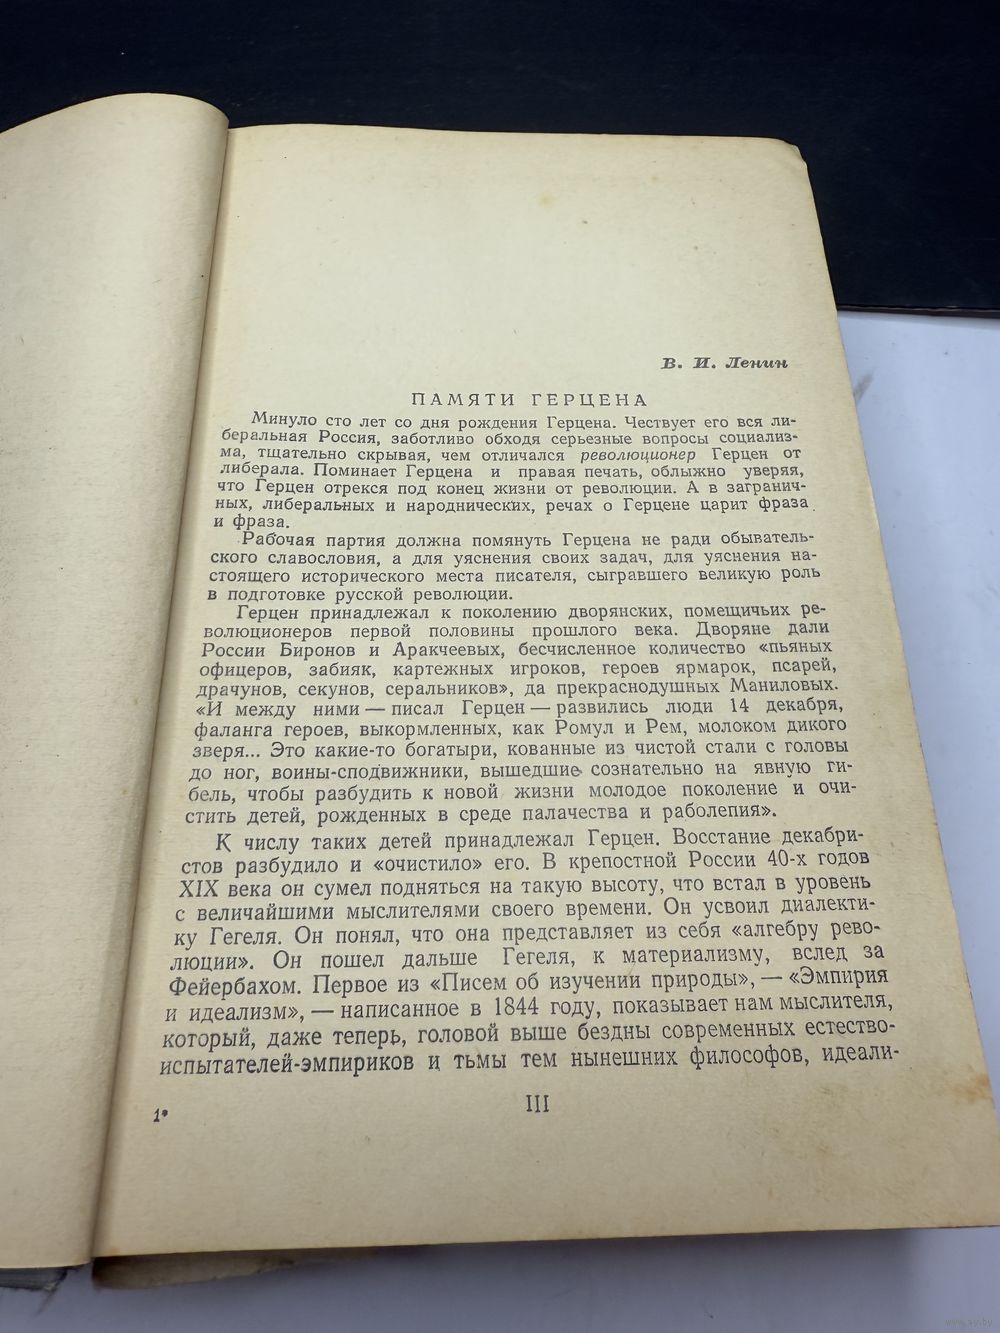 В. И. Ленин
ПАМЯТИ ГЕРЦЕНА
Минуло сто лет со дня рождения Герцена. Чествует его вся ли-
беральная Россия, заботливо обходя серьезные вопросы социализ-
ма, тщательно скрывая, чем отличался революционер Герцен от
либерала. Поминает Герцена и правая печать, облыжно уверяя,
что Герцен отрекся под конец жизни от революции. А в загранич-
ных, либеральных и народнических, речах о Герцене царит фраза
и фраза.
Рабочая партия должна помянуть Герцена не ради обыватель-
ского славословия, а для уяснения своих задач, для уяснения на-
стоящего исторического места писателя, сыгравшего великую роль
в подготовке русской революции.
Герцен принадлежал к поколению дворянских, помещичьих ре-
волюционеров первой половины прошлого века. Дворяне дали
России Биронов и Аракчеевых, бесчисленное количество «пьяных
офицеров, забияк, картежных игроков, героев ярмарок, псарей,
драчунов, секунов, серальников», да прекраснодушных Маниловых.
«И между ними — писал Герцен — развились люди 14 декабря,
фаланга героев, выкормленных, как Ромул и Рем, молоком дикого
зверя... Это какие-то богатыри, кованные из чистой стали с головы
до ног, воины-сподвижники, вышедшие сознательно на явную ги-
бель, чтобы разбудить к новой жизни молодое поколение и очи-
стить детей, рожденных в среде палачества и раболепия».
К числу таких детей принадлежал Герцен. Восстание декабри-
стов разбудило и «очистило» его. В крепостной России 40-х годов
XIX века он сумел подняться на такую высоту, что встал в уровень
с величайшими мыслителями своего времени. Он усвоил диалекти-
ку Гегеля. Он понял, что она представляет из себя «алгебру рево-
люции». Он пошел дальше Гегеля, к материализму, вслед за
Фейербахом. Первое из «Писем об изучении природы», — «Эмпирия
и идеализм», — написанное в 1844 году, показывает нам мыслителя,
который, даже теперь, головой выше бездны современных естество-
испытателей-эмпириков и тьмы тем нынешних философов, идеали-
1*
III
www.ay.by